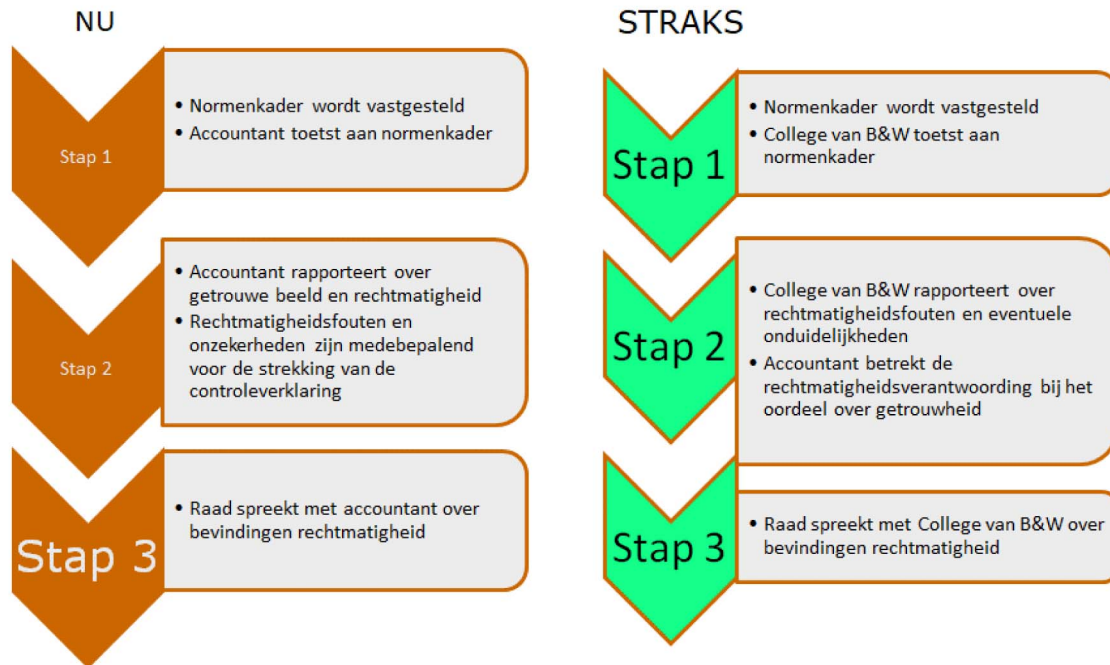 NU
Stap 1
• Normenkader wordt vastgesteld
• Accountant toetst aan normenkader
Stap 2
• Accountant rapporteert over
getrouwe beeld en rechtmatigheid
• Rechtmatigheidsfouten en
onzekerheden zijn medebepalend
voor de strekking van de
controleverklaring
Stap 3
• Raad spreekt met accountant over
bevindingen rechtmatigheid
STRAKS
Stap 1
• Normenkader wordt vastgesteld
• College van B&W toetst aan
normenkader
Stap 2
• College van B&W rapporteert over
rechtmatigheidsfouten en eventuele
onduidelijkheden
• Accountant betrekt de
rechtmatigheidsverantwoording bij het
oordeel over getrouwheid
Stap 3
• Raad spreekt met College van B&W over
bevindingen rechtmatigheid